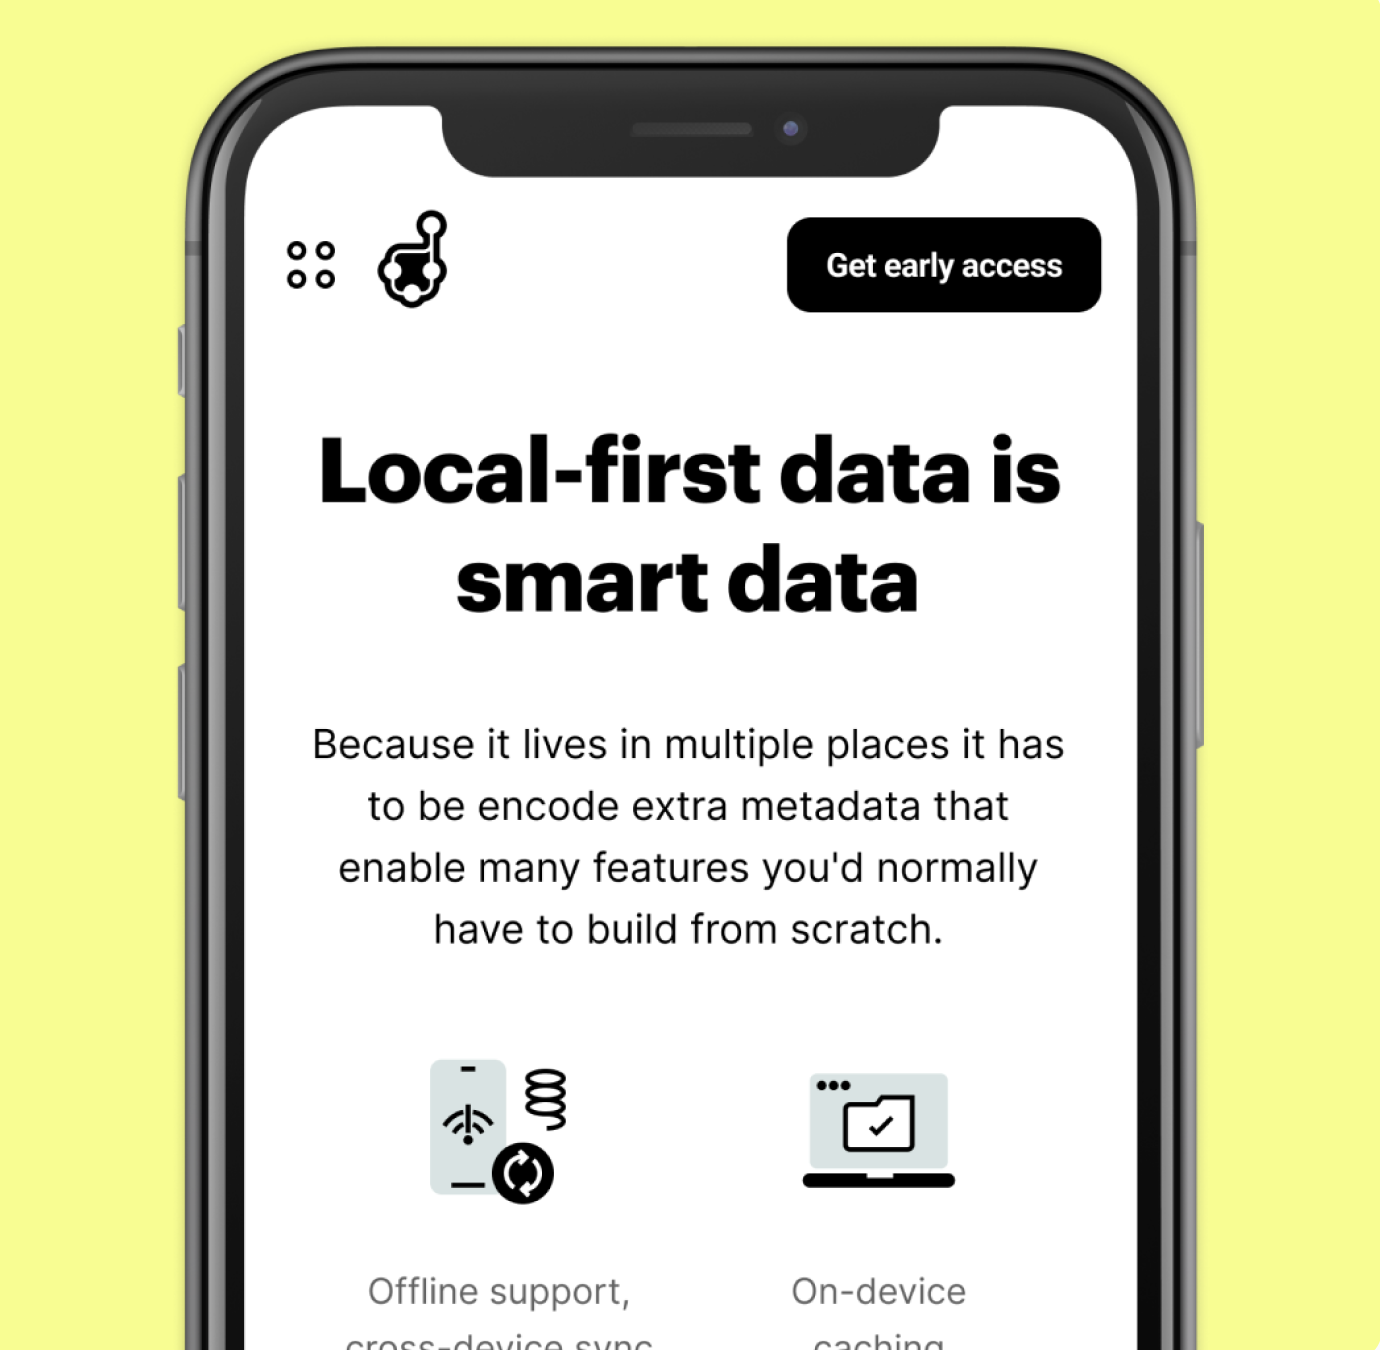 Get early access
Local-first data is
smart data
Because it lives in multiple places it has
to be encode extra metadata that
enable many features you'd normally
have to build from scratch.
Offline support,
On-device
cross-device sync
caching